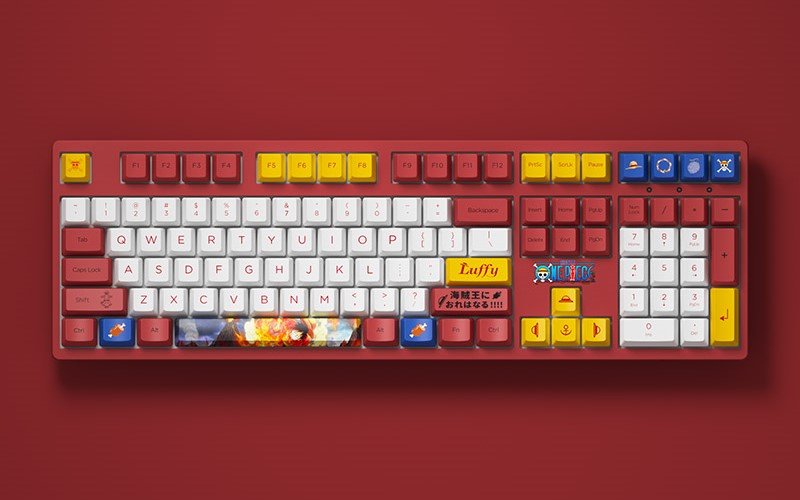 F1 F2 F3 F4 F5 F6 F7 F8 F9 F10 F11 F12 PrtSc ScrLk Pause
~ ! @ # $ % ^ & * ( ) _ + Backspace Insert Home PgUp Num Lock / * −
1 2 3 4 5 6 7 8 9 0 - =
Tab Q W E R T Y U I O P { } | Delete End PgDn 7 8 9 +
[ ] \ Home PgUp
Caps Lock A S D F G H J K L : " Luffy ONE PIECE 4 5 6
; '
Shift Z X C V B N M < > ? 海賊王に 1 2 3
, . / おれはなる!!!! End PgDn
Ctrl Alt Alt Fn Ctrl 0 .
Ins Del